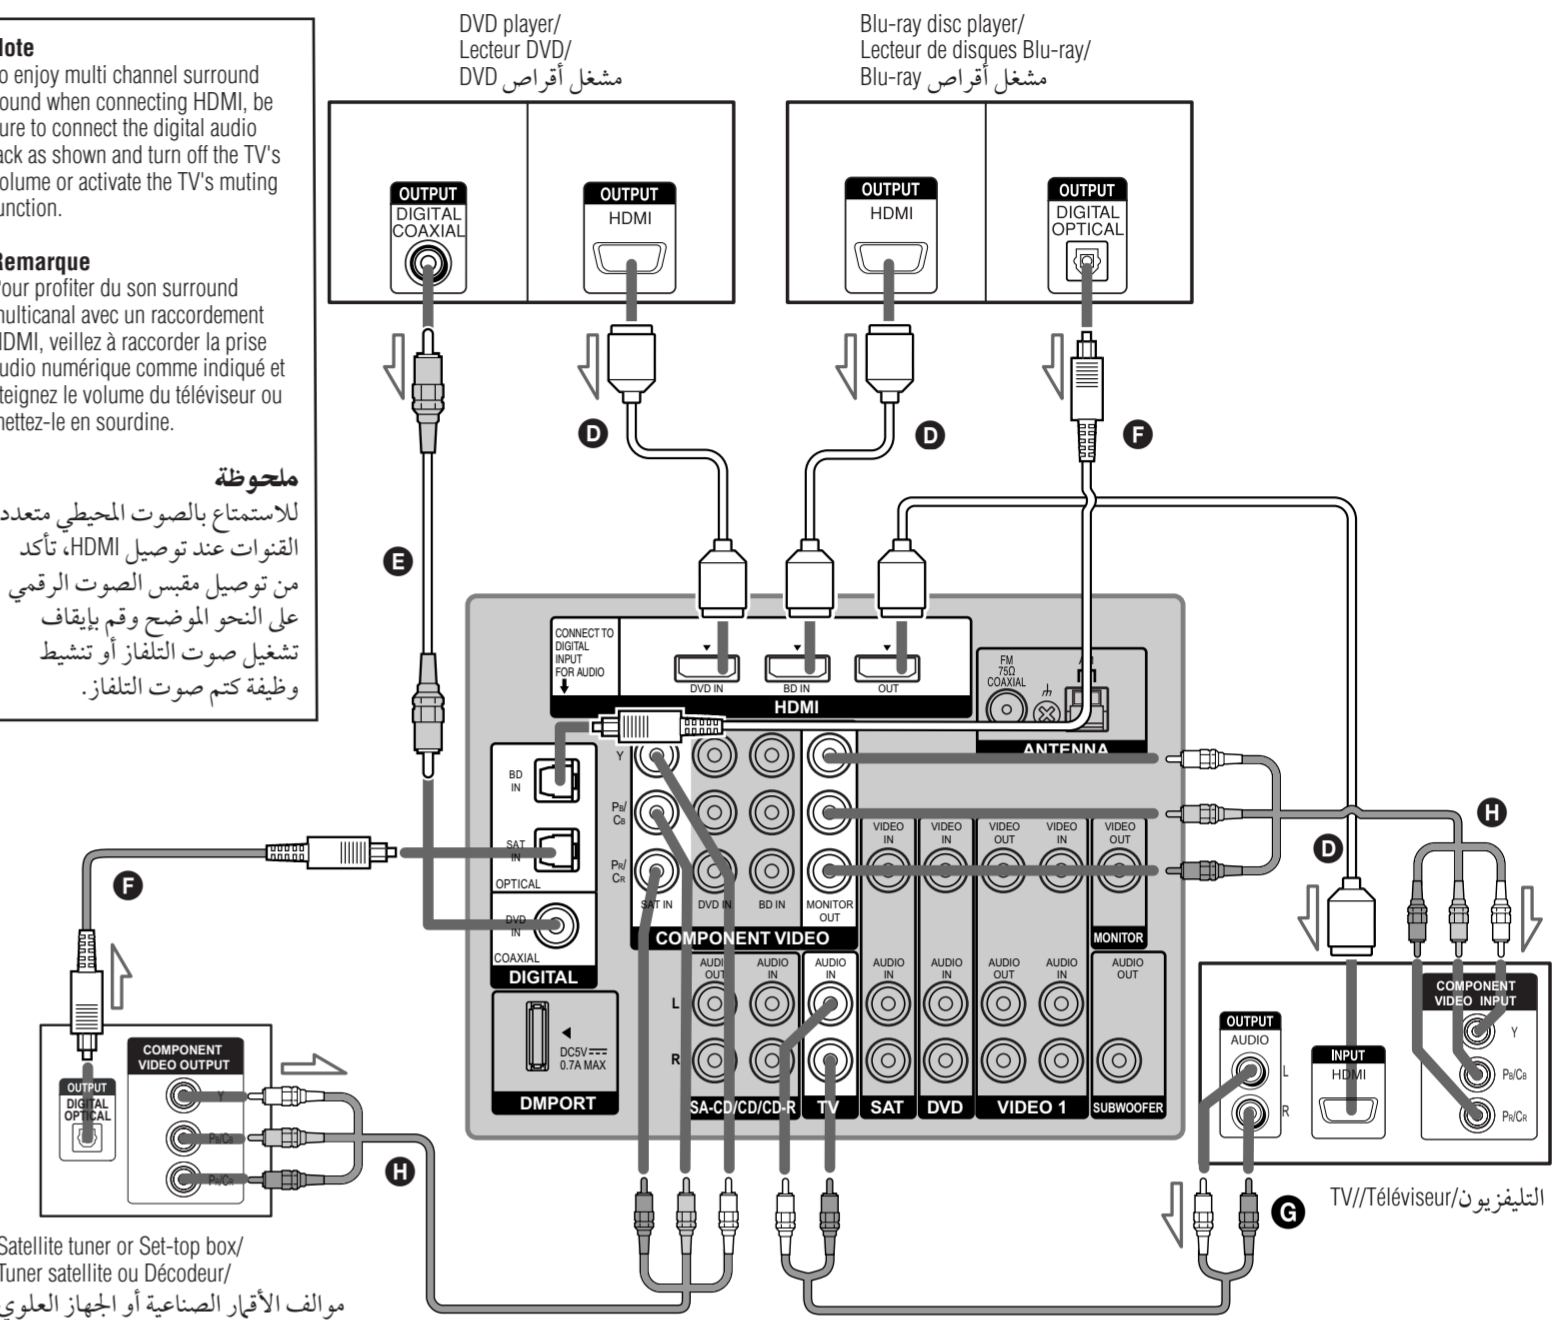 Note
To enjoy multi channel surround
sound when connecting HDMI, be
sure to connect the digital audio
jack as shown and turn off the TV's
volume or activate the TV's muting
function.
Remarque
Pour profiter du son surround
multicanal avec un raccordement
HDMI, veillez à raccorder la prise
audio numérique comme indiqué et
éteignez le volume du téléviseur ou
mettez-le en sourdine.
ملحوظة
للاستمتاع بالصوت المحيطي متعدد
القنوات عند توصيل HDMI، تأكد
من توصيل مقبس الصوت الرقمي
على النحو الموضح وقم بإيقاف
تشغيل صوت التلفاز أو تنشيط
وظيفة كتم صوت التلفاز.
DVD player/
Lecteur DVD/
مشغل أقراص DVD
OUTPUT
DIGITAL
COAXIAL
OUTPUT
HDMI
Blu-ray disc player/
Lecteur de disques Blu-ray/
مشغل أقراص Blu-ray
OUTPUT
HDMI
OUTPUT
DIGITAL
OPTICAL
D
D
F
E
CONNECT TO
DIGITAL
INPUT
FOR AUDIO
DVD IN
BD IN
OUT
HDMI
FM
75Ω
COAXIAL
ANTENNA
BD
IN
SAT
IN
OPTICAL
DVD
IN
COAXIAL
DIGITAL
Y
PB/
CB
PR/
CR
SAT IN
DVD IN
BD IN
MONITOR
OUT
COMPONENT VIDEO
VIDEO
IN
VIDEO
IN
VIDEO
OUT
VIDEO
IN
VIDEO
OUT
MONITOR
AUDIO
OUT
AUDIO
IN
AUDIO
IN
AUDIO
IN
AUDIO
IN
AUDIO
OUT
AUDIO
IN
AUDIO
OUT
L
R
DC5V
0.7A MAX
DMPORT
SA-CD/CD/CD-R
TV
SAT
DVD
VIDEO 1
SUBWOOFER
H
D
F
OUTPUT
DIGITAL
OPTICAL
COMPONENT
VIDEO OUTPUT
Y
PB/CB
PR/CR
H
Satellite tuner or Set-top box/
Tuner satellite ou Décodeur/
موالف الأقمار الصناعية أو الجهاز العلوي
OUTPUT
AUDIO
L
R
INPUT
HDMI
COMPONENT
VIDEO INPUT
Y
PB/CB
PR/CR
G
TV//Téléviseur/التليفزيون